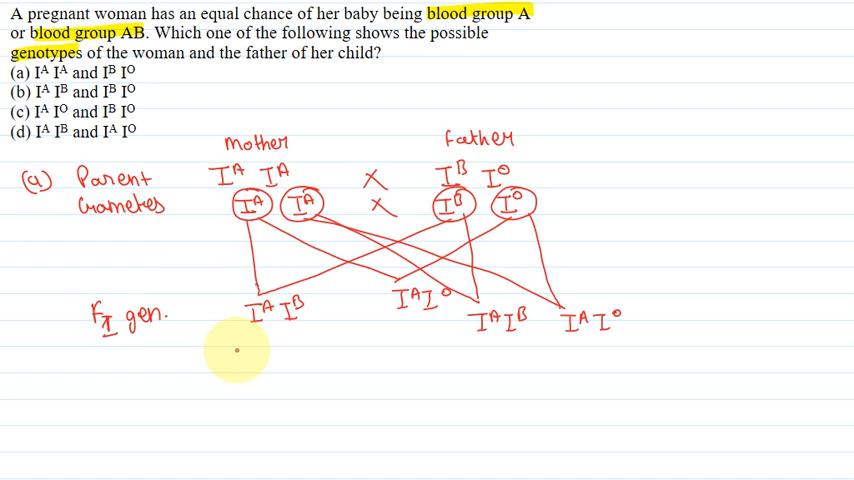 A pregnant woman has an equal chance of her baby being blood group A
or blood group AB. Which one of the following shows the possible
genotypes of the woman and the father of her child?
(a) Iᴬ Iᴬ and Iᴮ Iᴼ
(b) Iᴬ Iᴮ and Iᴮ Iᴼ
(c) Iᴬ Iᴼ and Iᴮ Iᴼ
(d) Iᴬ Iᴮ and Iᴬ Iᴼ
Mother Father
(a) Parent Iᴬ Iᴬ X Iᴮ Iᴼ
Gametes Iᴬ Iᴬ X Iᴮ Iᴼ
F_I gen. Iᴬ Iᴮ Iᴬ Iᴼ Iᴬ Iᴮ Iᴬ Iᴼ